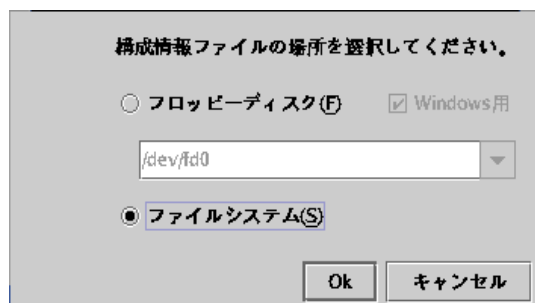 構成情報ファイルの場所を選択してください。
フロッピーディスク(F) Windows用
/dev/fd0
ファイルシステム(S)
Ok キャンセル